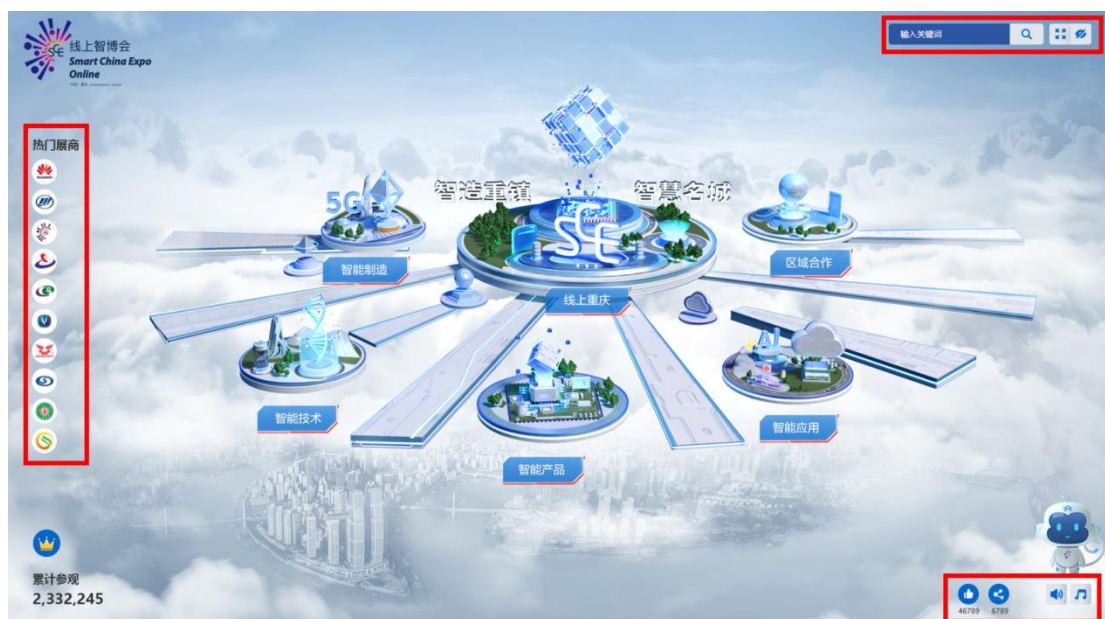 线上智博会
Smart China Expo
Online
输入关键词
热门展商
HUAWEI
5G
智造重镇
智慧名城
SCE
智能制造
区域合作
线上重庆
智能技术
智能应用
智能产品
累计参观
2,332,245
46789
6789